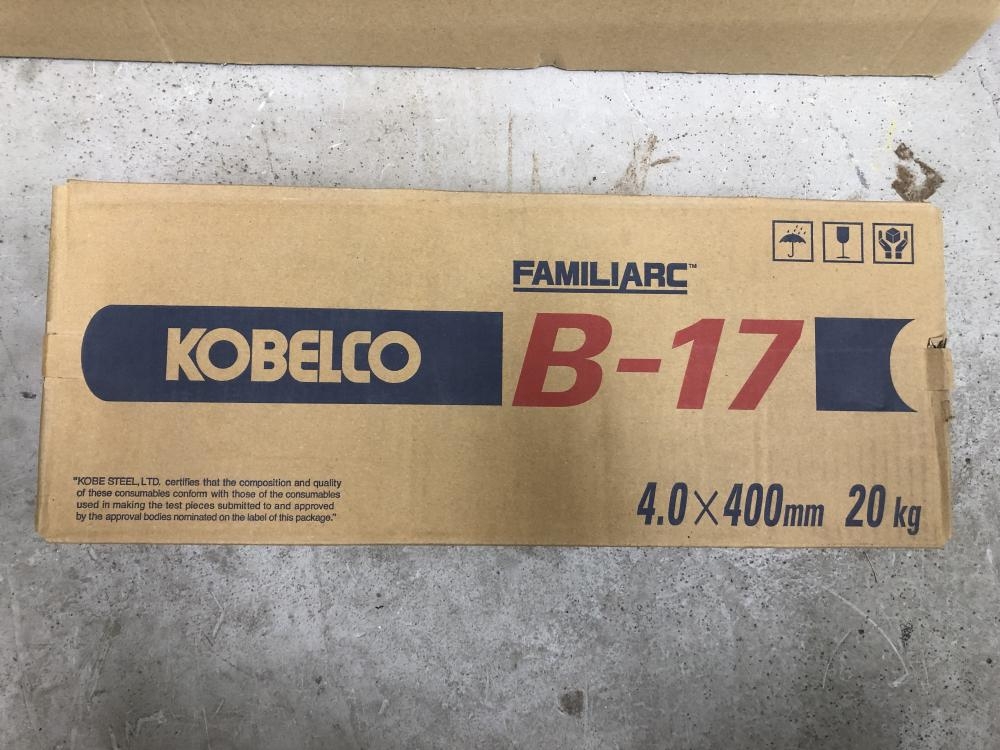 FAMILIARC™
KOBELCO B-17
"KOBE STEEL, LTD. certifies that the composition and quality
of these consumables conform with those of the consumables
used in making the test pieces submitted to and approved
by the approval bodies nominated on the label of this package."
4.0×400mm 20kg